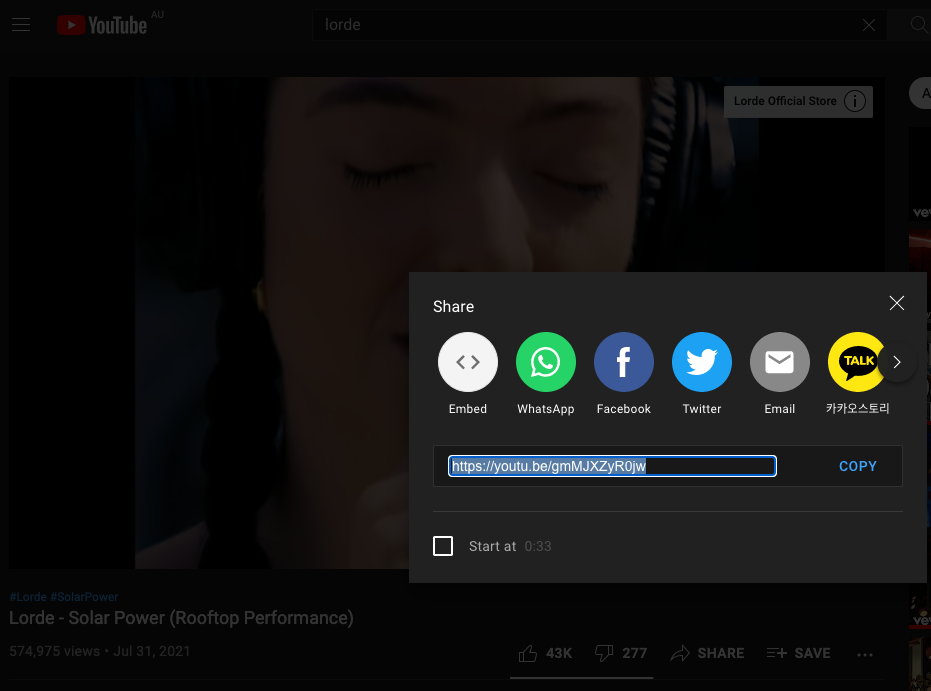 YouTube AU
lorde
Lorde Official Store
Share
Embed
WhatsApp
Facebook
Twitter
Email
TALK
카카오스토리
https://youtu.be/gmMJXZyR0jw
COPY
Start at 0:33
#Lorde #SolarPower
Lorde - Solar Power (Rooftop Performance)
574,975 views • Jul 31, 2021
43K
277
SHARE
SAVE